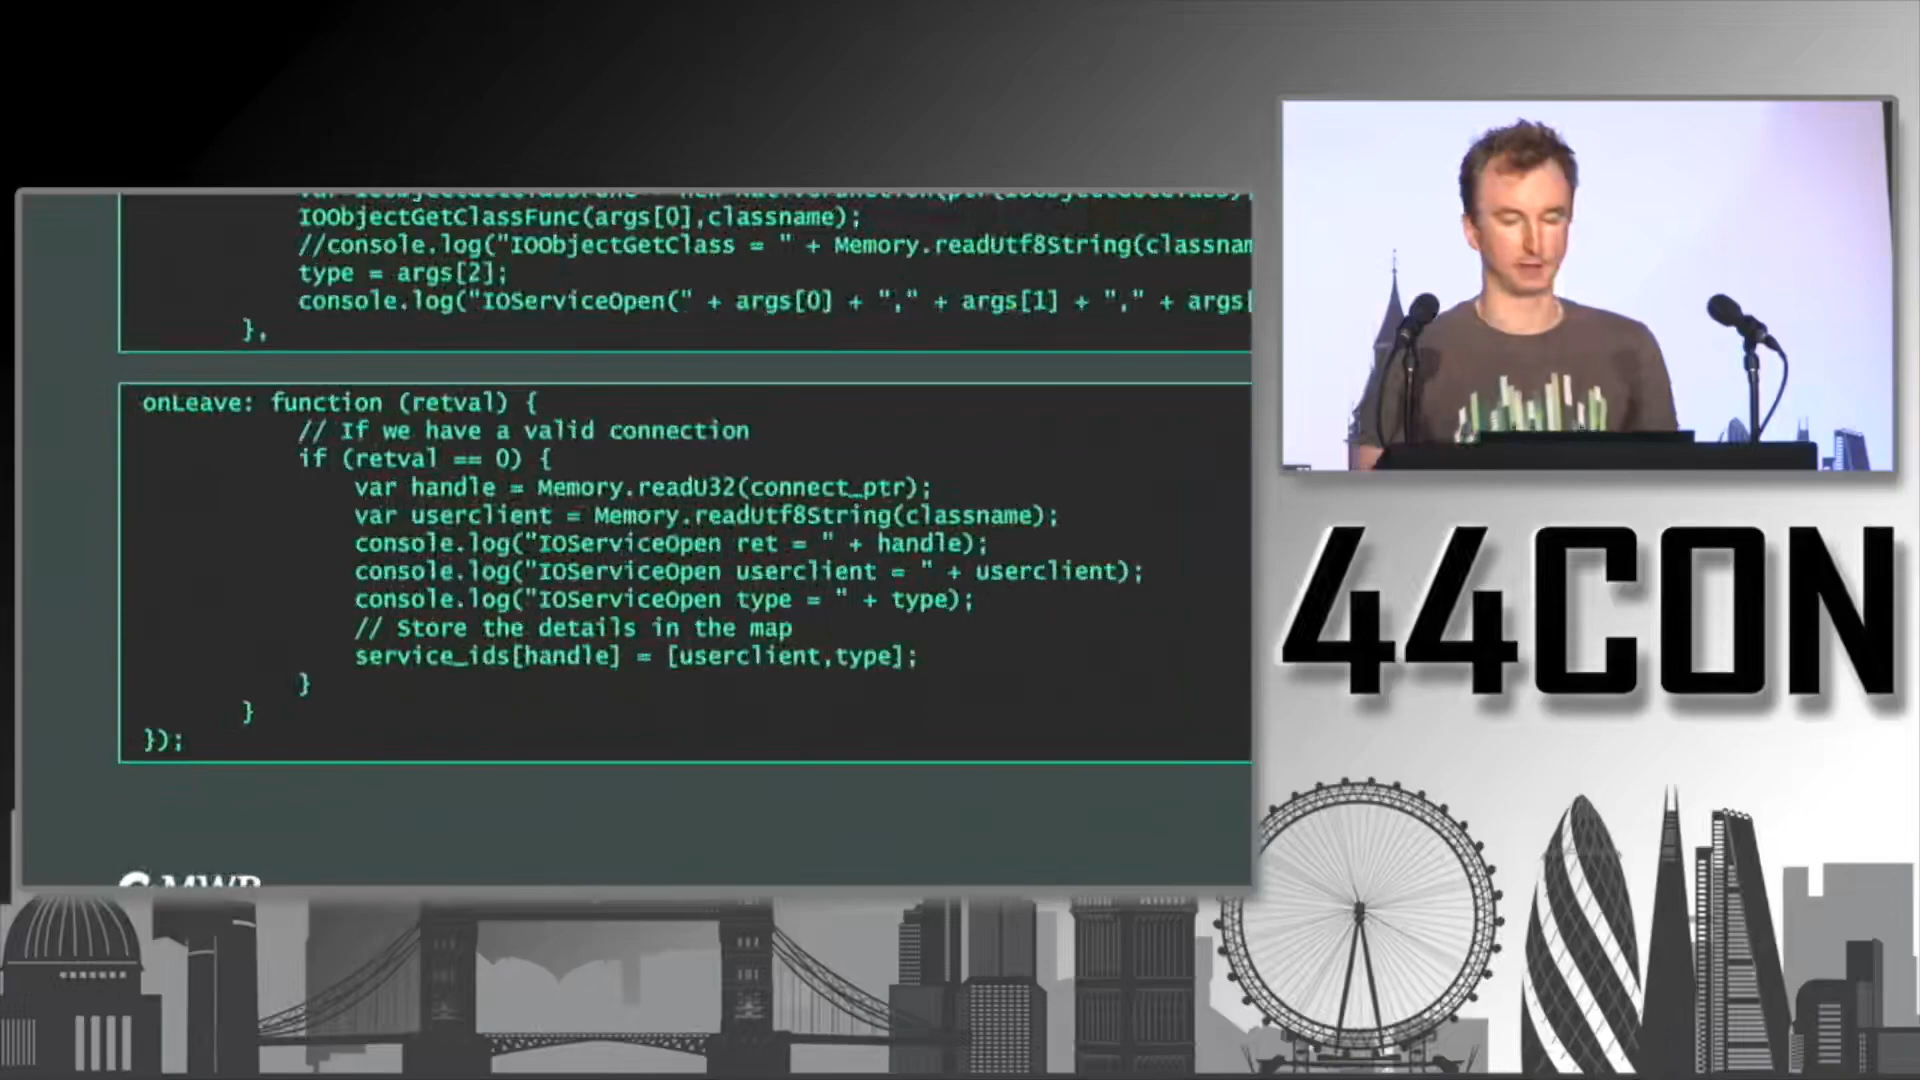 IOObjectGetClassFunc(args[0],classname);
//console.log("IOObjectGetClass = " + Memory.readUtf8String(classnam
type = args[2];
console.log("IOServiceOpen(" + args[0] + "," + args[1] + "," + args[
},
onLeave: function (retval) {
// If we have a valid connection
if (retval == 0) {
var handle = Memory.readU32(connect_ptr);
var userclient = Memory.readUtf8String(classname);
console.log("IOServiceOpen ret = " + handle);
console.log("IOServiceOpen userclient = " + userclient);
console.log("IOServiceOpen type = " + type);
// Store the details in the map
service_ids[handle] = [userclient,type];
}
}
});
MWR
44CON